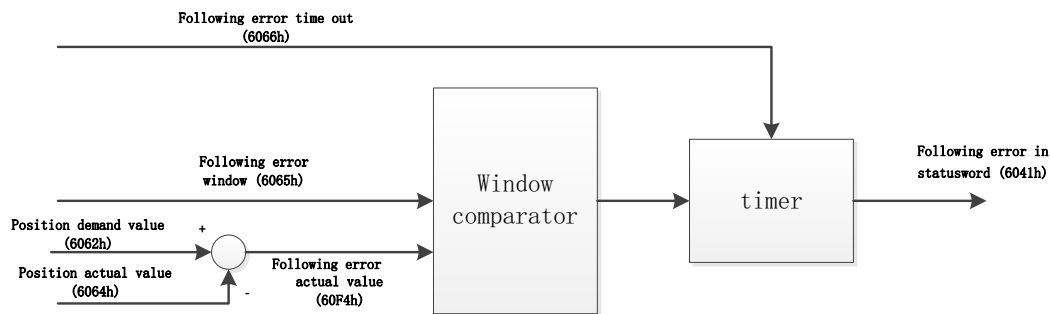 Following error time out
(6066h)
Following error
window (6065h)
Window
comparator
timer
Following error in
statusword (6041h)
Position demand value
(6062h)
+
Position actual value
(6064h)
-
Following error
actual value
(60F4h)